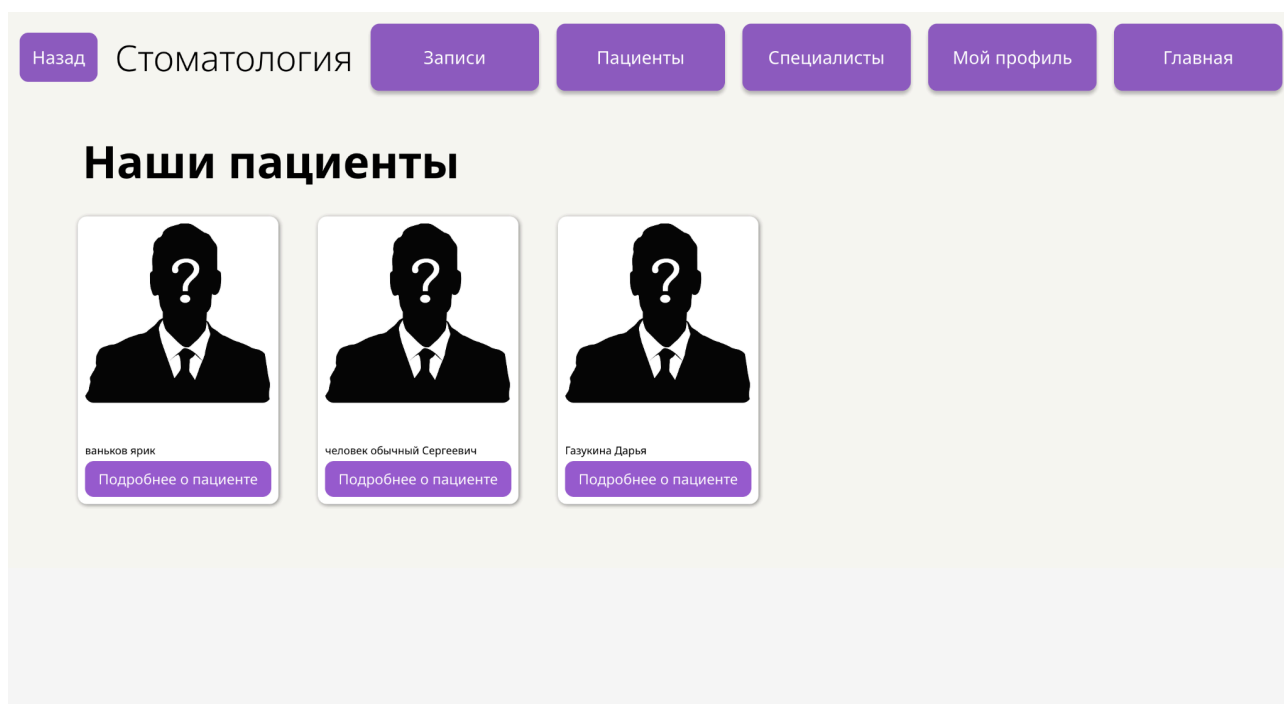 Назад
Стоматология
Записи
Пациенты
Специалисты
Мой профиль
Главная
Наши пациенты
?
?
?
ваньков ярик
человек обычный Сергеевич
Газукина Дарья
Подробнее о пациенте
Подробнее о пациенте
Подробнее о пациенте